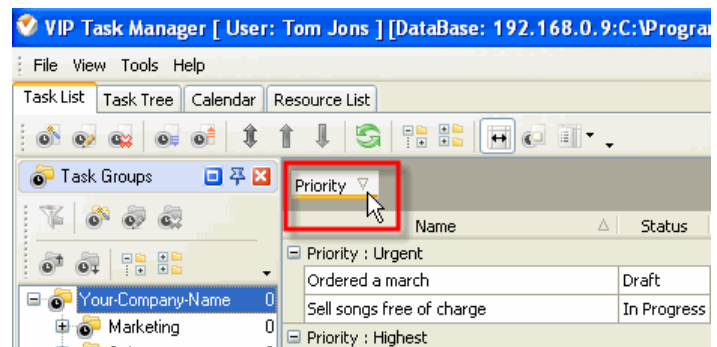 VIP Task Manager [ User: Tom Jons ] [DataBase: 192.168.0.9:C:\Progra
File View Tools Help
Task List Task Tree Calendar Resource List
Task Groups
Priority
Name Status
Priority : Urgent
Ordered a march Draft
Sell songs free of charge In Progress
Your-Company-Name 0
Marketing 0
Priority : Highest